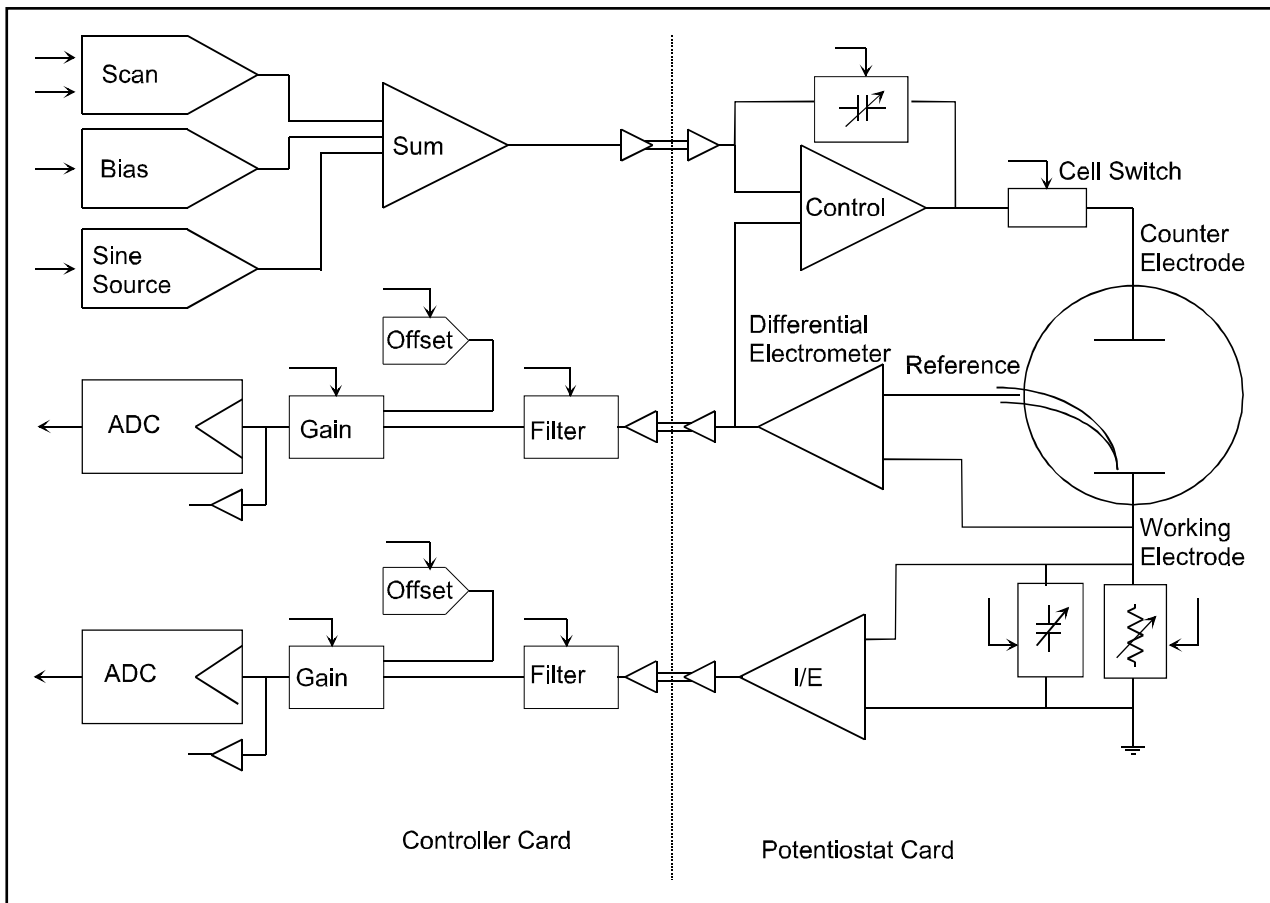 Scan
Bias
Sine
Source
Sum
Control
Cell Switch
Counter
Electrode
Offset
Differential
Electrometer
Reference
ADC
Gain
Filter
Working
Electrode
Offset
ADC
Gain
Filter
I/E
Controller Card
Potentiostat Card